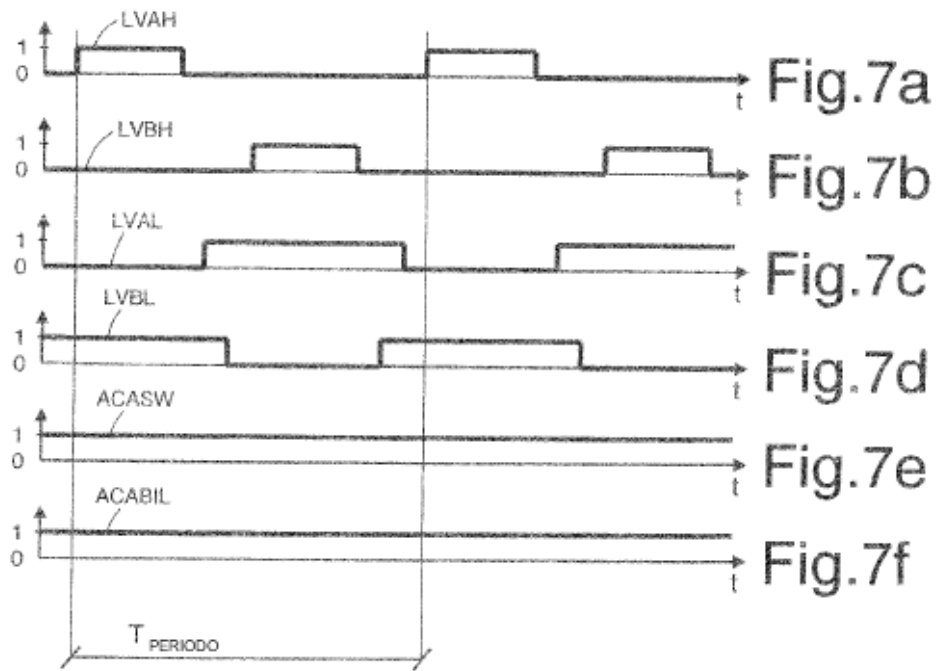 LVAH
1
0
t
Fig.7a
LVBH
1
0
t
Fig.7b
LVAL
1
0
t
Fig.7c
LVBL
1
0
t
Fig.7d
ACASW
1
0
t
Fig.7e
ACABIL
1
0
t
Fig.7f
T PERIODO